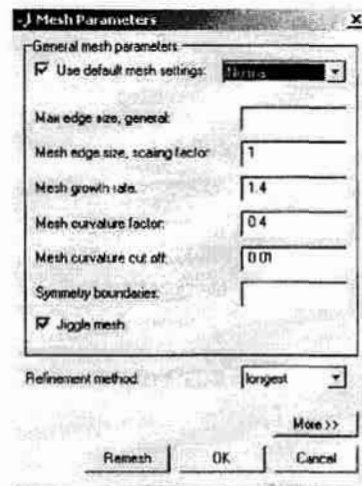 Mesh Parameters
General mesh parameters
Use default mesh settings: Normal
Max edge size, general:
Mesh edge size, scaling factor 1
Mesh growth rate: 1.4
Mesh curvature factor: 0.4
Mesh curvature cut off: 0.01
Symmetry boundaries:
Jiggle mesh
Refinement method: longest
More >>
Remesh OK Cancel